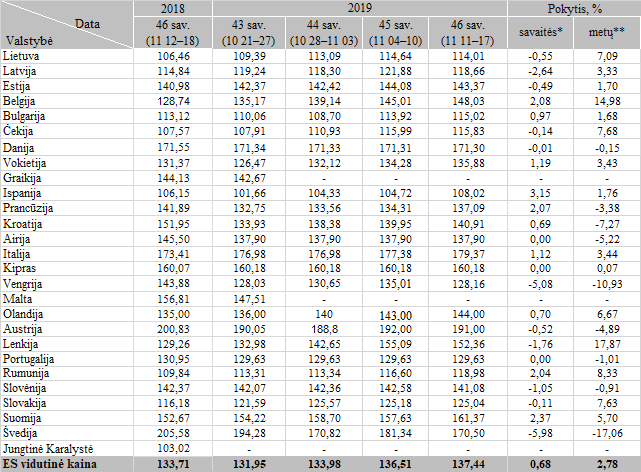 Data 2018 2019 Pokytis, %
Valstybė 46 sav. (11 12–18) 43 sav. (10 21–27) 44 sav. (10 28–11 03) 45 sav. (11 04–10) 46 sav. (11 11–17) savaitės* metų**
Lietuva 106,46 109,39 113,09 114,64 114,01 -0,55 7,09
Latvija 114,84 119,24 118,30 121,88 118,66 -2,64 3,33
Estija 140,98 142,37 142,42 144,08 143,37 -0,49 1,70
Belgija 128,74 135,17 139,14 145,01 148,03 2,08 14,98
Bulgarija 113,12 110,06 108,70 113,92 115,02 0,97 1,68
Čekija 107,57 107,91 110,93 115,99 115,83 -0,14 7,68
Danija 171,55 171,34 171,33 171,31 171,30 -0,01 -0,15
Vokietija 131,37 126,47 132,12 134,28 135,88 1,19 3,43
Graikija 144,13 142,67 - - - - -
Ispanija 106,15 101,66 104,33 104,72 108,02 3,15 1,76
Prancūzija 141,89 132,75 133,56 134,31 137,09 2,07 -3,38
Kroatija 151,95 133,93 138,38 139,95 140,91 0,69 -7,27
Airija 145,50 137,90 137,90 137,90 137,90 0,00 -5,22
Italija 173,41 176,98 176,98 177,38 179,37 1,12 3,44
Kipras 160,07 160,18 160,18 160,18 160,18 0,00 0,07
Vengrija 143,88 128,03 130,65 135,01 128,16 -5,08 -10,93
Malta 156,81 147,51 - - - - -
Olandija 135,00 136,00 140 143,00 144,00 0,70 6,67
Austrija 200,83 190,05 188,8 192,00 191,00 -0,52 -4,89
Lenkija 129,26 132,98 142,65 155,09 152,36 -1,76 17,87
Portugalija 130,95 129,63 129,63 129,63 129,63 0,00 -1,01
Rumunija 109,84 113,31 113,34 116,60 118,98 2,04 8,33
Slovėnija 142,37 142,07 142,36 142,58 141,08 -1,05 -0,91
Slovakija 116,18 121,59 125,57 125,18 125,04 -0,11 7,63
Suomija 152,67 154,22 158,70 157,63 161,37 2,37 5,70
Švedija 205,58 194,28 170,82 181,34 170,50 -5,98 -17,06
Jungtinė Karalystė 103,02 - - - - - -
ES vidutinė kaina 133,71 131,95 133,98 136,51 137,44 0,68 2,78